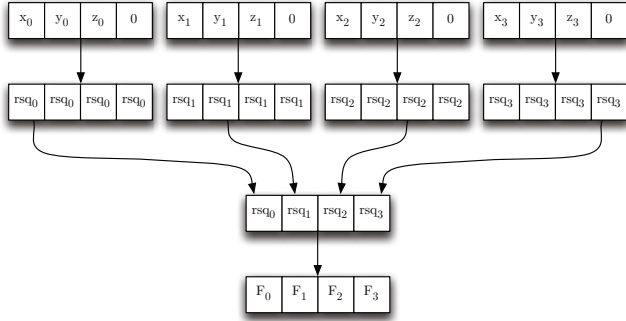 x₀ y₀ z₀ 0 x₁ y₁ z₁ 0 x₂ y₂ z₂ 0 x₃ y₃ z₃ 0
rsq₀ rsq₀ rsq₀ rsq₀ rsq₁ rsq₁ rsq₁ rsq₁ rsq₂ rsq₂ rsq₂ rsq₂ rsq₃ rsq₃ rsq₃ rsq₃
rsq₀ rsq₁ rsq₂ rsq₃
F₀ F₁ F₂ F₃